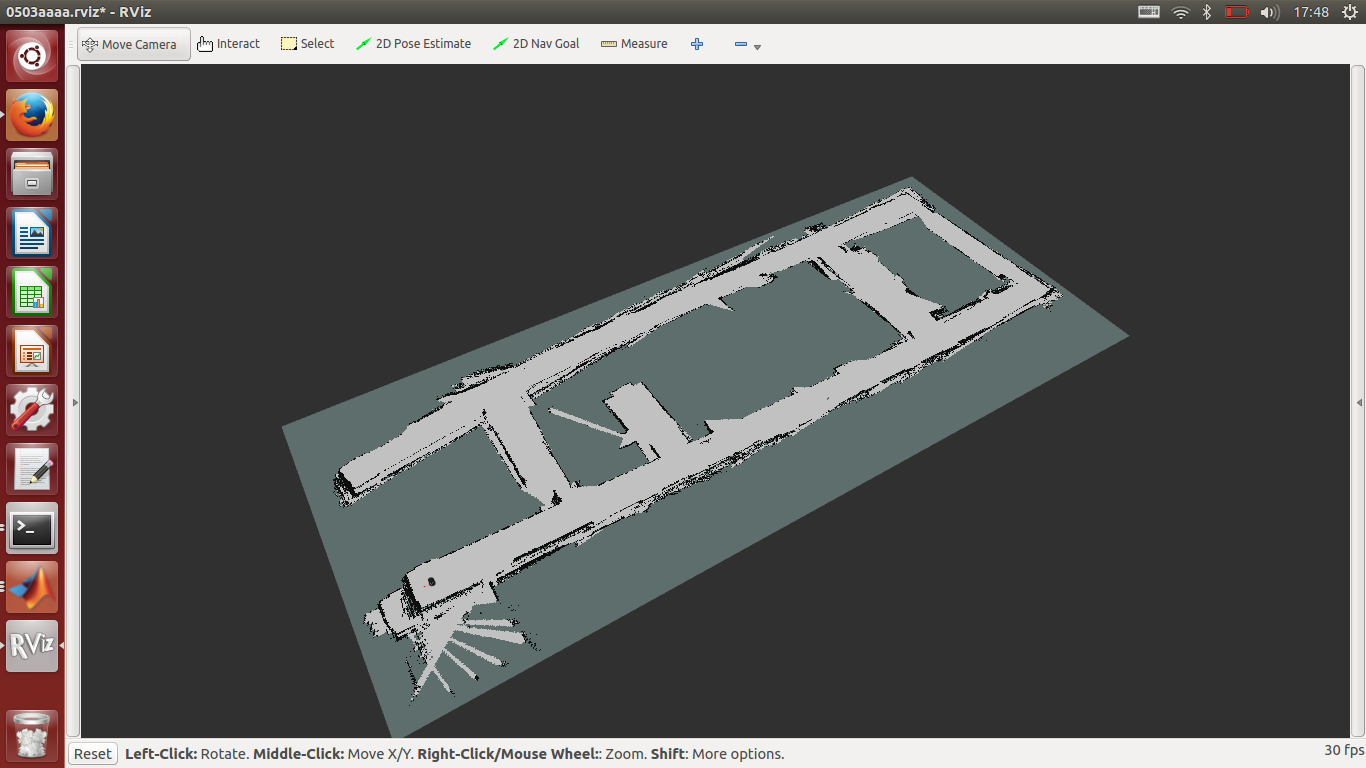 0503aaaa.rviz* - RViz
17:48
Move Camera
Interact
Select
2D Pose Estimate
2D Nav Goal
Measure
>_
RViz
Reset
Left-Click: Rotate. Middle-Click: Move X/Y. Right-Click/Mouse Wheel:: Zoom. Shift: More options.
30 fps